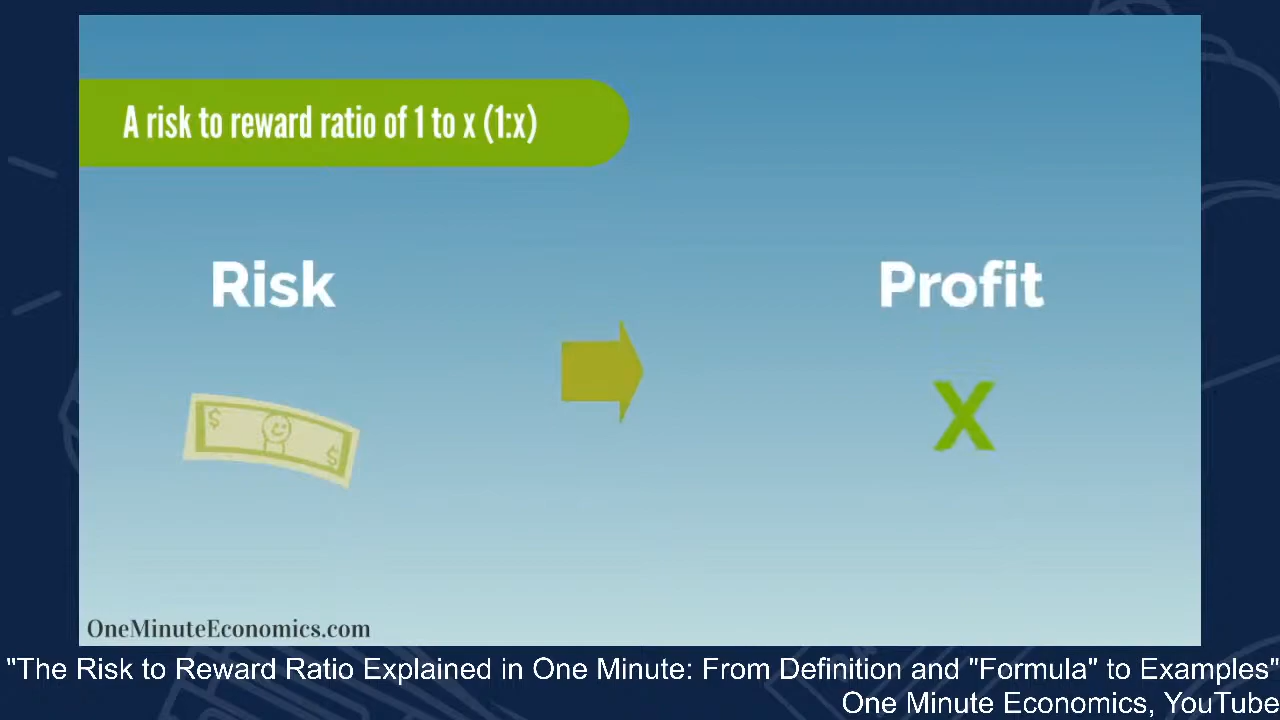 A risk to reward ratio of 1 to x (1:x)
Risk
Profit
$
$
X
OneMinuteEconomics.com
"The Risk to Reward Ratio Explained in One Minute: From Definition and "Formula" to Examples"
One Minute Economics, YouTube